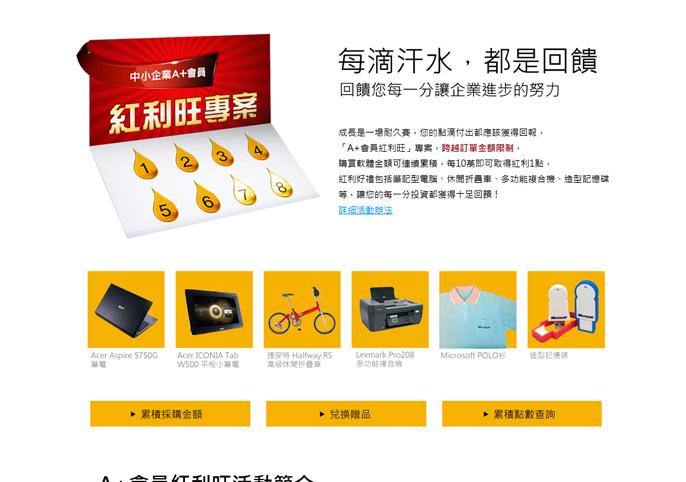 中小企業A+會員
紅利旺專案
1 2 3 4
5 6 7 8
每滴汗水，都是回饋
回饋您每一分讓企業進步的努力
成長是一場耐久賽，您的點滴付出都應該獲得回報，
「A+會員紅利旺」專案，跨越訂單金額限制，
購買軟體金額可連續累積，每10萬即可取得紅利1點，
紅利好禮包括筆記型電腦、休閒折疊車、多功能複合機、造型記憶碟
等，讓您的每一分投資都獲得十足回饋！
詳細活動辦法
Acer Aspire 5750G
筆電
Acer ICONIA Tab
W500 平板小筆電
捷安特 Halfway RS
高級休閒折疊車
Lexmark Pro208
多功能複合機
Microsoft POLO衫
造型記憶碟
累積採購金額
兌換贈品
累積點數查詢
A+會員紅利旺活動簡介